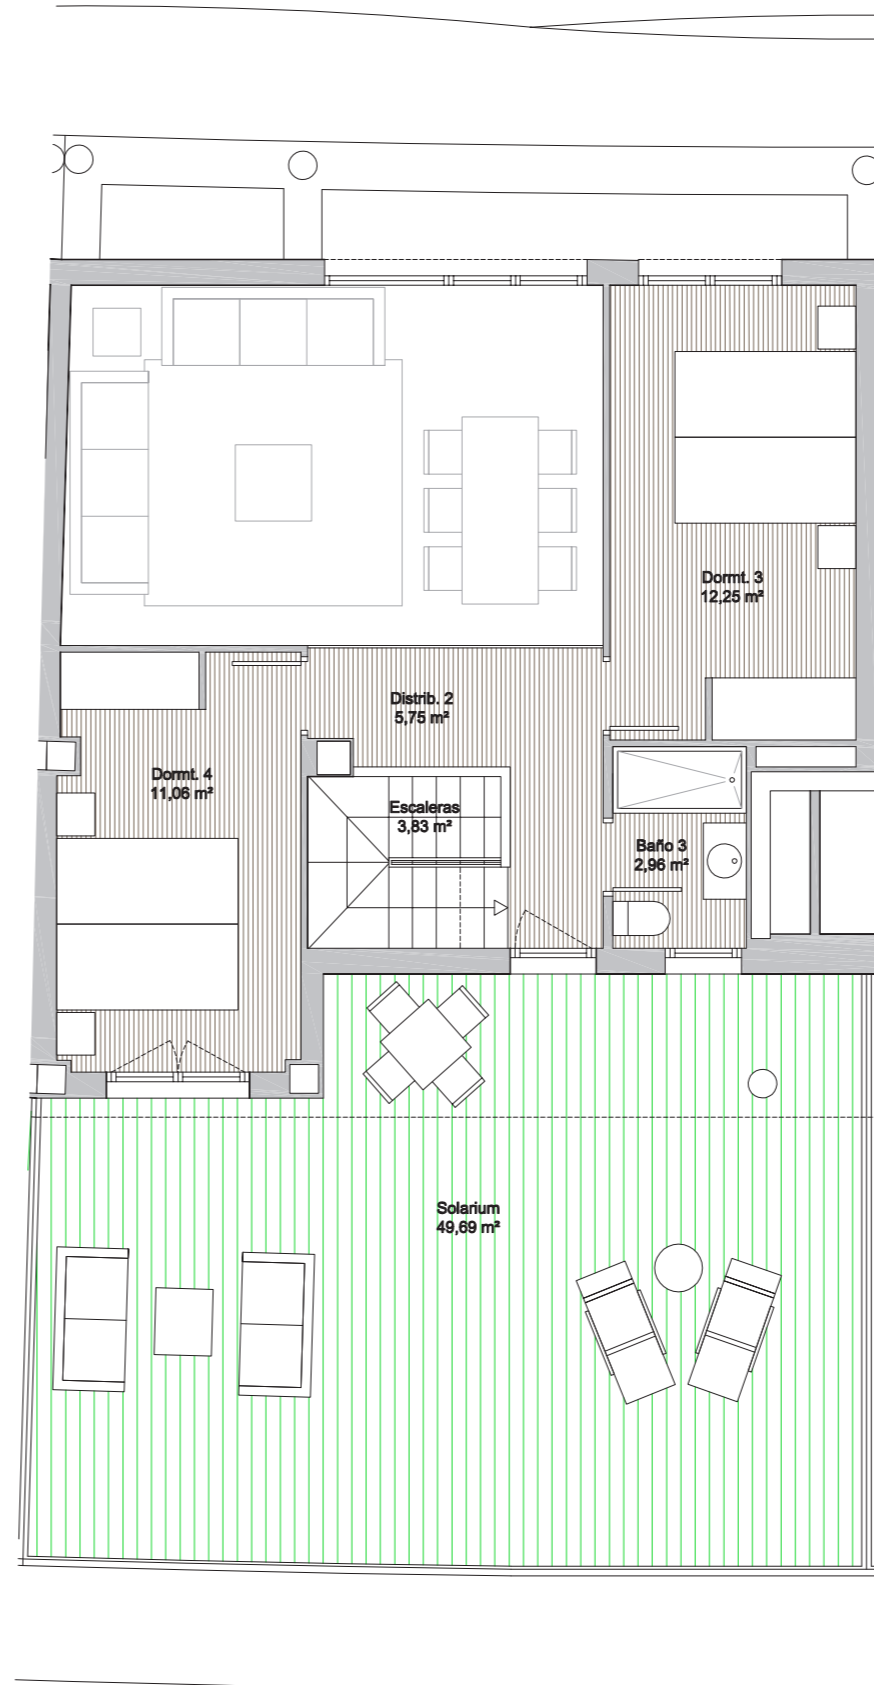 Dormt. 3
12,25 m²
Distrib. 2
5,75 m²
Dormt. 4
11,06 m²
Escaleras
3,83 m²
Baño 3
2,96 m²
Solarium
49,69 m²